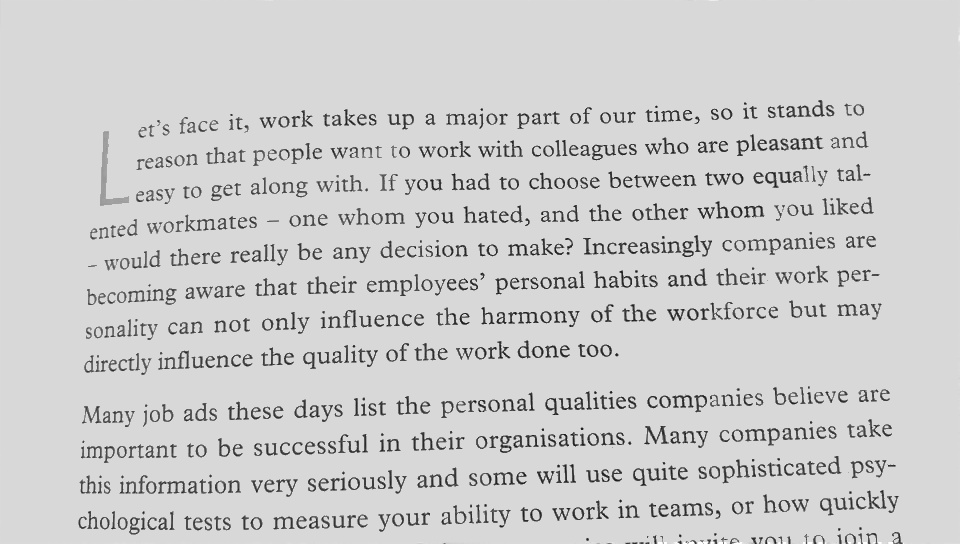 Let's face it, work takes up a major part of our time, so it stands to
reason that people want to work with colleagues who are pleasant and
easy to get along with. If you had to choose between two equally tal-
ented workmates – one whom you hated, and the other whom you liked
– would there really be any decision to make? Increasingly companies are
becoming aware that their employees' personal habits and their work per-
sonality can not only influence the harmony of the workforce but may
directly influence the quality of the work done too.
Many job ads these days list the personal qualities companies believe are
important to be successful in their organisations. Many companies take
this information very seriously and some will use quite sophisticated psy-
chological tests to measure your ability to work in teams, or how quickly
will invite you to join a